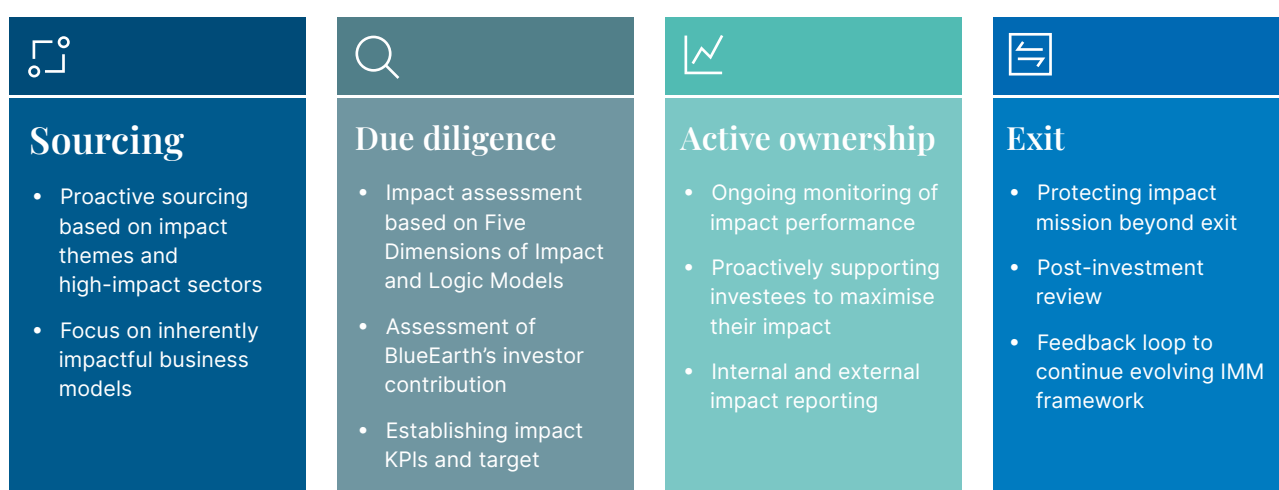 Sourcing
• Proactive sourcing
based on impact
themes and
high-impact sectors
• Focus on inherently
impactful business
models
Due diligence
• Impact assessment
based on Five
Dimensions of Impact
and Logic Models
• Assessment of
BlueEarth’s investor
contribution
• Establishing impact
KPIs and target
Active ownership
• Ongoing monitoring of
impact performance
• Proactively supporting
investees to maximise
their impact
• Internal and external
impact reporting
Exit
• Protecting impact
mission beyond exit
• Post-investment
review
• Feedback loop to
continue evolving IMM
framework